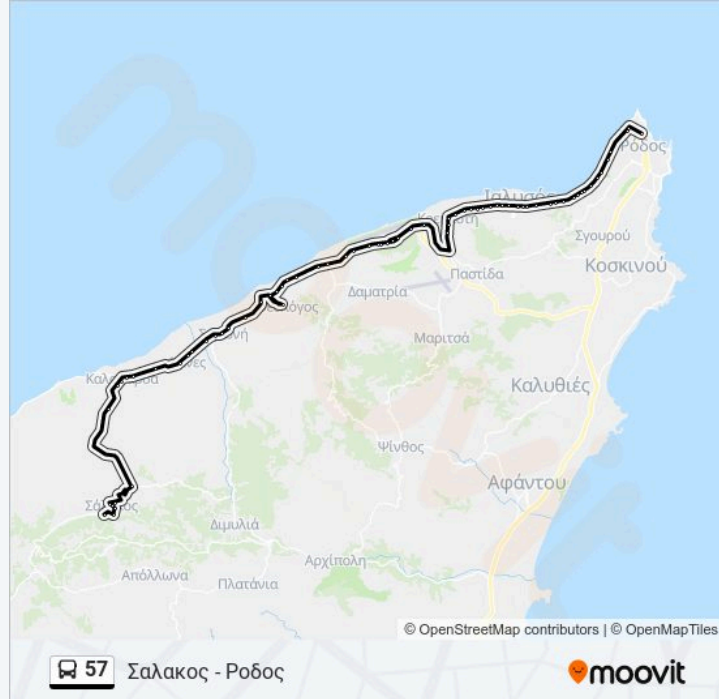 Ρόδος
Σγουρού
Κοσκινού
Παστίδα
Δαματριά
Μαριτσά
Καλυθιές
Ψίνθος
Αφάντου
Διμυλιά
Αρχίπολη
Απόλλωνα
Πλατάνια
© OpenStreetMap contributors | © OpenMapTiles
57 Σαλακος - Ροδος
moovit